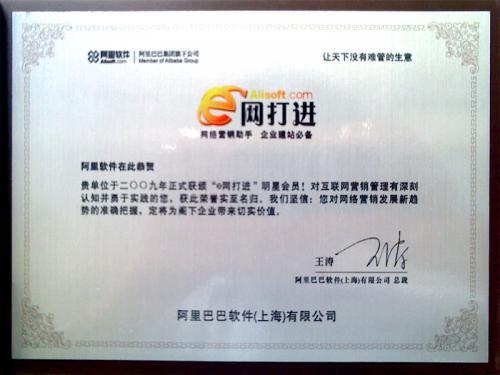 阿里软件 阿里巴巴集团旗下公司 让天下没有难管的生意
Alisoft.com Member of Alibaba Group
Alisoft.com
e网打进
网络营销助手 企业建站必备
阿里软件在此恭贺
贵单位于二〇〇九年正式获颁“e网打进”明星会员！对互联网营销管理有深刻
认知并勇于实践的您，获此荣誉实至名归。我们坚信：您对网络营销发展新趋
势的准确把握，定将为阁下企业带来切实价值。
王涛
阿里巴巴软件(上海)有限公司 总裁
阿里巴巴软件(上海)有限公司